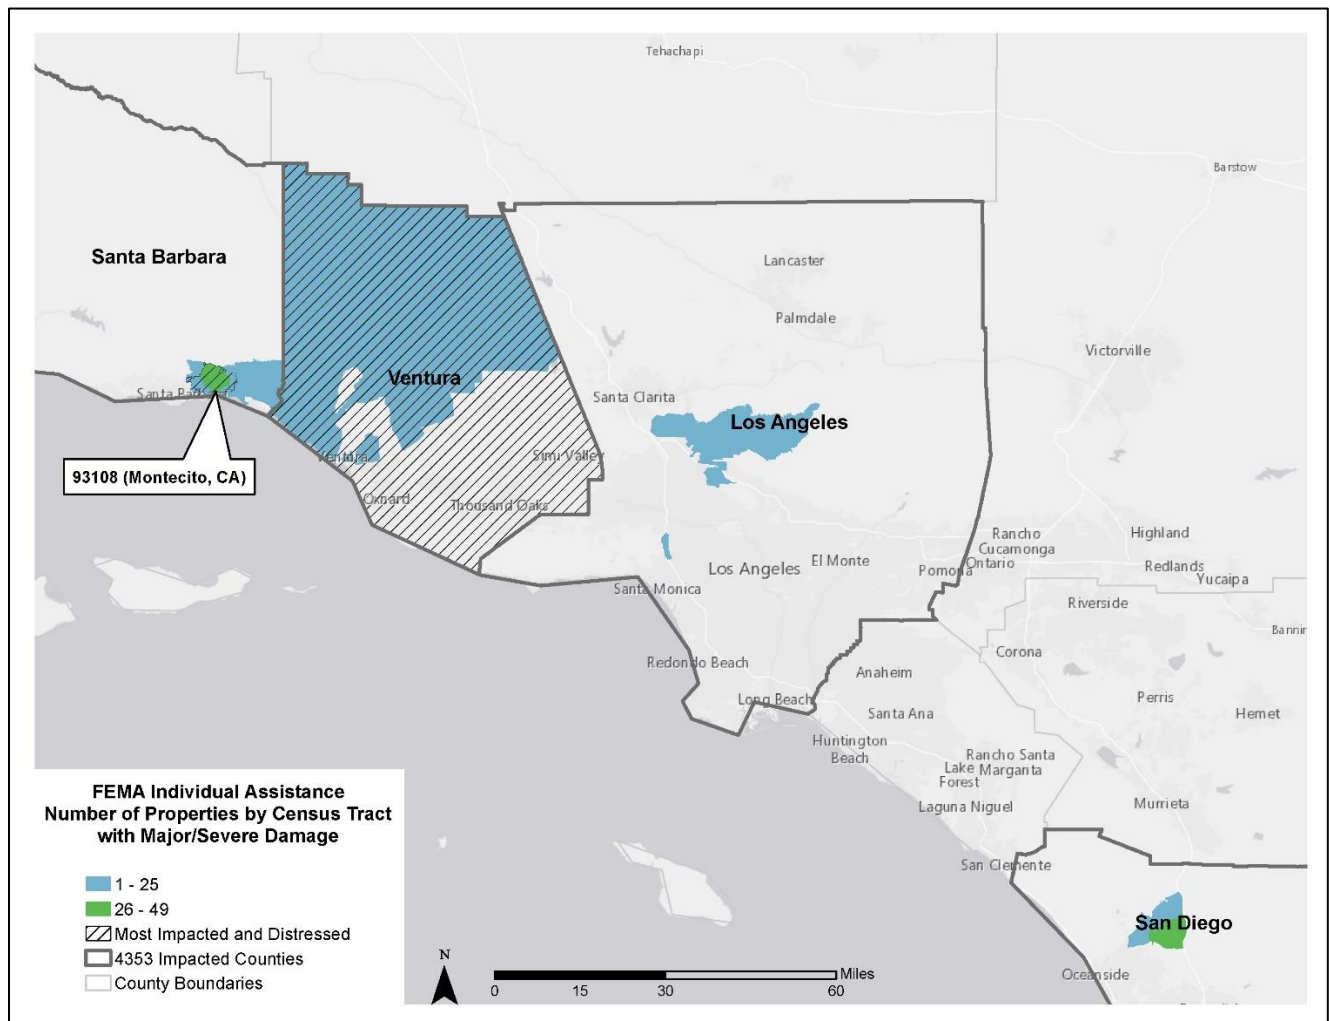 Tehachapi
Barstow
Santa Barbara
Lancaster
Palmdale
Victorville
Ventura
Santa Clarita
Los Angeles
93108 (Montecito, CA)
Ventura
Simi Valley
Oxnard
Thousand Oaks
Los Angeles
El Monte
Pomona
Ontario
Rancho
Cucamonga
Highland
Redlands
Yucaipa
Santa Monica
Riverside
Redondo Beach
Anaheim
Corona
Long Beach
Santa Ana
Perris
Hemet
Huntington
Beach
Rancho Santa
Margarita
Lake
Forest
Laguna Niguel
Murrieta
San Clemente
San Diego
Oceanside
FEMA Individual Assistance
Number of Properties by Census Tract
with Major/Severe Damage
1 - 25
26 - 49
Most Impacted and Distressed
4353 Impacted Counties
County Boundaries
N
Miles
0 15 30 60